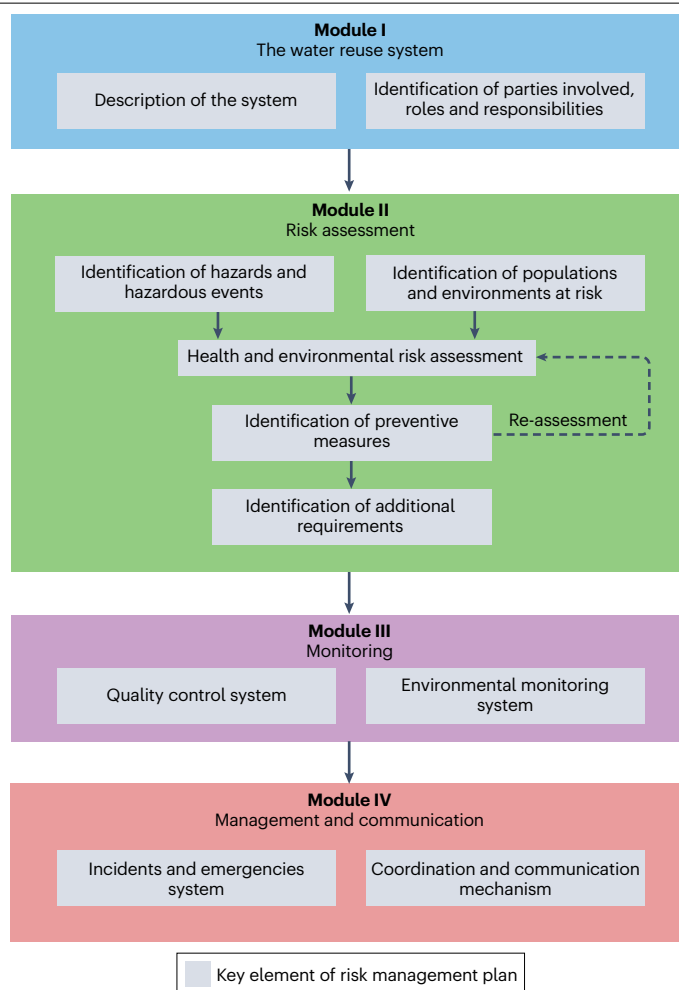 Module I
The water reuse system
Description of the system
Identification of parties involved,
roles and responsibilities
Module II
Risk assessment
Identification of hazards and
hazardous events
Identification of populations
and environments at risk
Health and environmental risk assessment
Identification of preventive
measures
Re-assessment
Identification of additional
requirements
Module III
Monitoring
Quality control system
Environmental monitoring
system
Module IV
Management and communication
Incidents and emergencies
system
Coordination and communication
mechanism
Key element of risk management plan